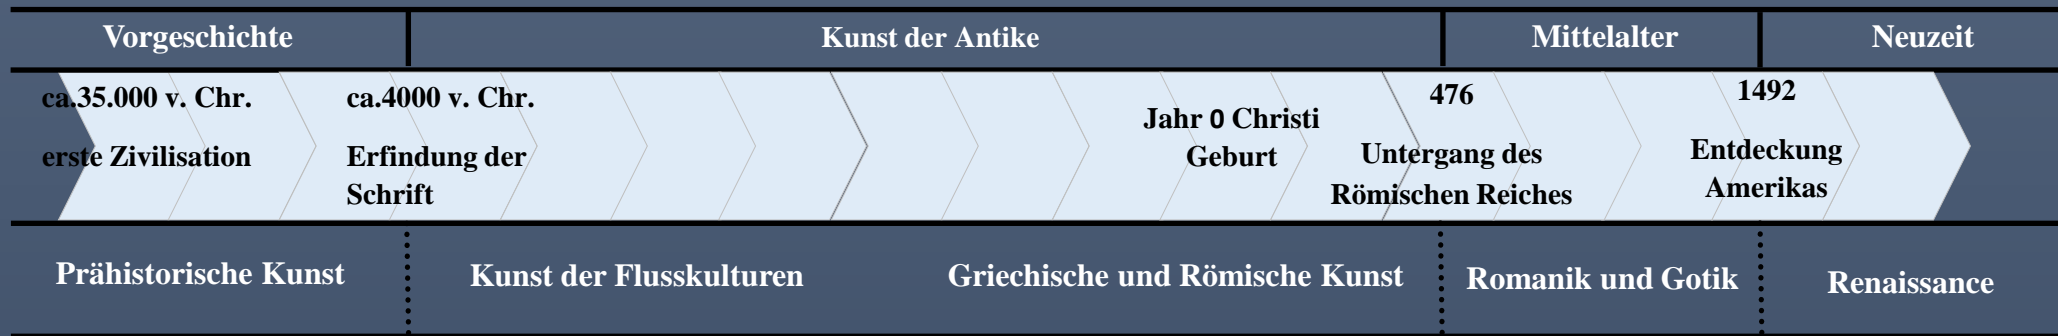 Vorgeschichte
Kunst der Antike
Mittelalter
Neuzeit
ca.35.000 v. Chr.
erste Zivilisation
ca.4000 v. Chr.
Erfindung der
Schrift
Jahr 0 Christi
Geburt
476
Untergang des
Römischen Reiches
1492
Entdeckung
Amerikas
Prähistorische Kunst
Kunst der Flusskulturen
Griechische und Römische Kunst
Romanik und Gotik
Renaissance